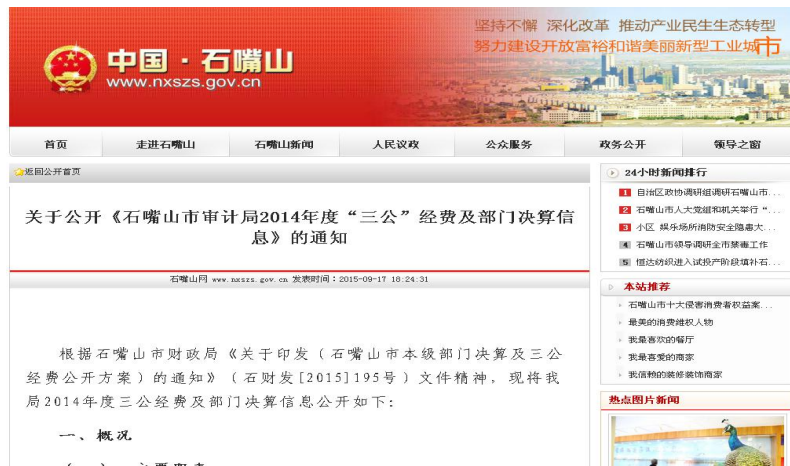 坚持不懈 深化改革 推动产业民生生态转型
努力建设开放富裕和谐美丽新型工业城市
中国·石嘴山
www.nxszs.gov.cn
首页 走进石嘴山 石嘴山新闻 人民议政 公众服务 政务公开 领导之窗
返回公开首页
关于公开《石嘴山市审计局2014年度“三公”经费及部门决算信
息》的通知
石嘴山网 www.nxszs.gov.cn 发表时间：2015-09-17 18:24:31
根据石嘴山市财政局《关于印发（石嘴山市本级部门决算及三公
经费公开方案）的通知》（石财发[2015]195号）文件精神，现将我
局2014年度三公经费及部门决算信息公开如下：
一、概况
24小时新闻排行
1 自治区政协调研组调研石嘴山市...
2 石嘴山市人大党组和机关举行“...
3 小区 娱乐场所消防安全隐患大...
4 石嘴山市领导调研全市禁毒工作
5 恒达纺织进入试投产阶段填补石...
本站推荐
石嘴山市十大侵害消费者权益案...
最美的消费维权人物
我最喜欢的餐厅
我最喜爱的商家
我信赖的装修装饰商家
热点图片新闻